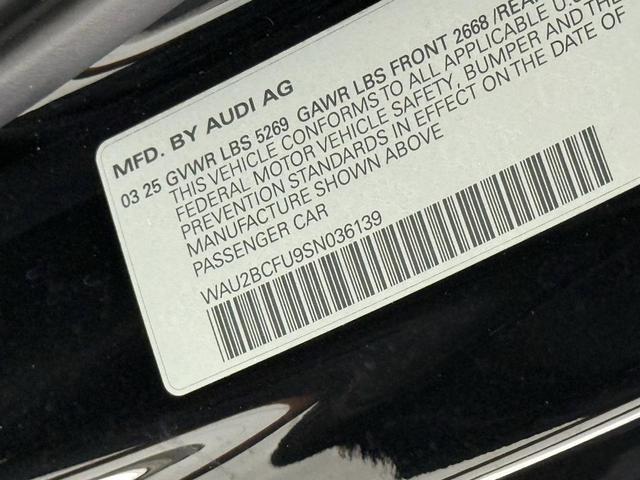 MFD. BY AUDI AG
03 25 GVWR LBS 5269 GAWR LBS FRONT 2668 /REA
THIS VEHICLE CONFORMS TO ALL APPLICABLE U.S
FEDERAL MOTOR VEHICLE SAFETY, BUMPER AND THE
PREVENTION STANDARDS IN EFFECT ON THE DATE OF
MANUFACTURE SHOWN ABOVE
PASSENGER CAR
WAU2BCFU9SN036139